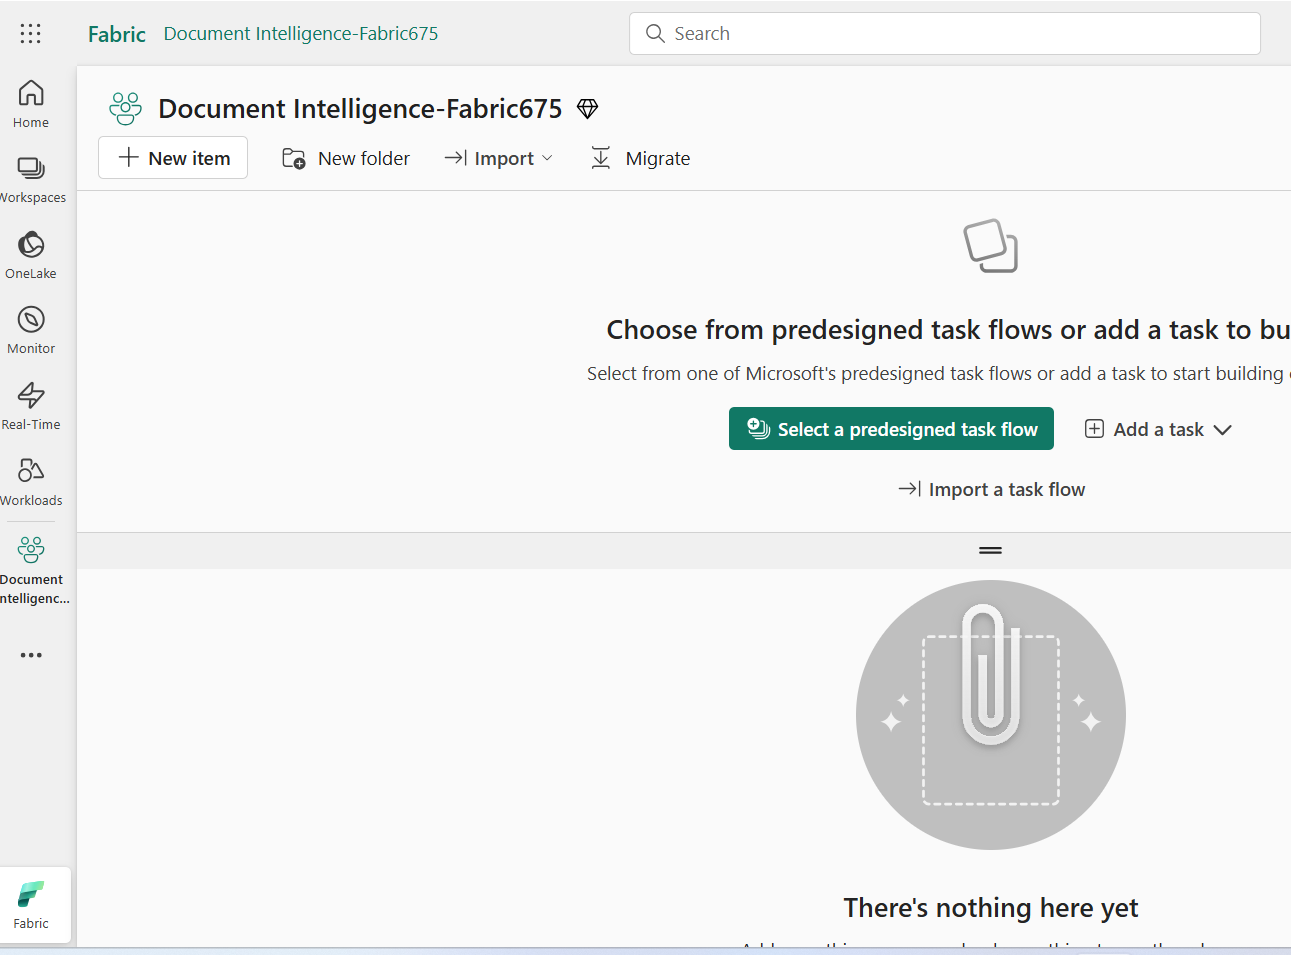 Fabric Document Intelligence-Fabric675
Search
Home
Workspaces
OneLake
Monitor
Real-Time
Workloads
Document
ntelligenc...
Fabric
Document Intelligence-Fabric675
New item New folder Import Migrate
Choose from predesigned task flows or add a task to bu
Select from one of Microsoft's predesigned task flows or add a task to start building
Select a predesigned task flow Add a task
Import a task flow
There's nothing here yet